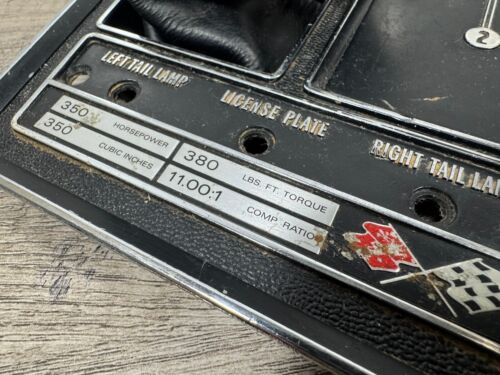 LEFT TAIL LAMP
LICENSE PLATE
RIGHT TAIL LA
350 HORSEPOWER
350 CUBIC INCHES
380 LBS. FT. TORQUE
11.00:1 COMP. RATIO
2